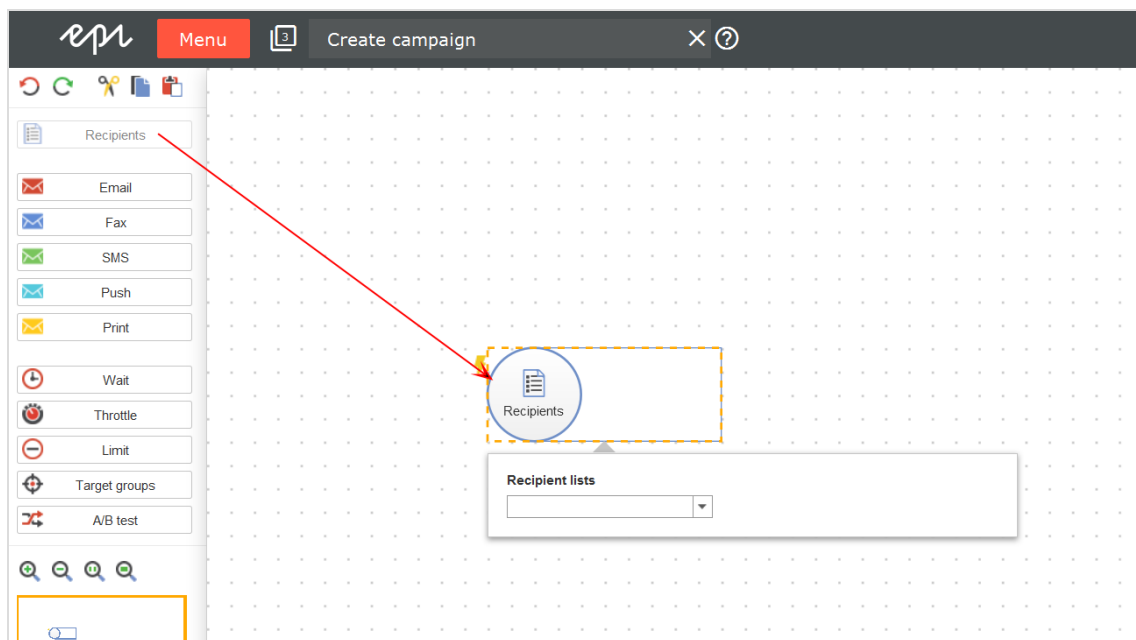 epi
Menu
3
Create campaign
?
Recipients
Email
Fax
SMS
Push
Print
Wait
Throttle
Limit
Target groups
A/B test
Recipients
Recipient lists